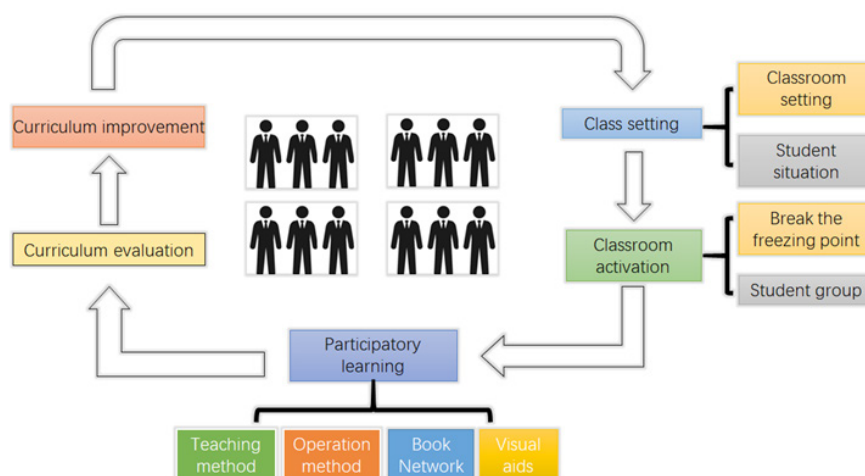 Curriculum improvement
Class setting
Classroom
setting
Student
situation
Curriculum evaluation
Classroom
activation
Break the
freezing point
Student group
Participatory
learning
Teaching
method
Operation
method
Book
Network
Visual
aids